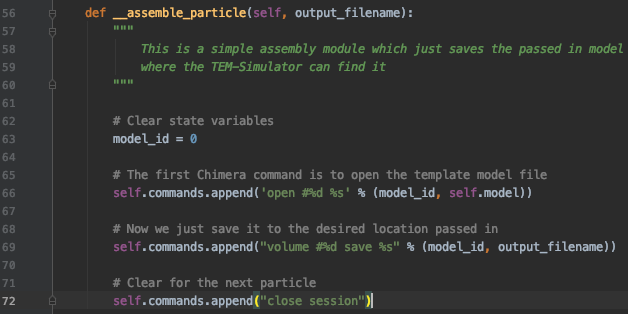 56 def __assemble_particle(self, output_filename):
57 """
58 This is a simple assembly module which just saves the passed in model
59 where the TEM-Simulator can find it
60 """
61
62 # Clear state variables
63 model_id = 0
64
65 # The first Chimera command is to open the template model file
66 self.commands.append('open #%d %s' % (model_id, self.model))
67
68 # Now we just save it to the desired location passed in
69 self.commands.append("volume #%d save %s" % (model_id, output_filename))
70
71 # Clear for the next particle
72 self.commands.append("close session")